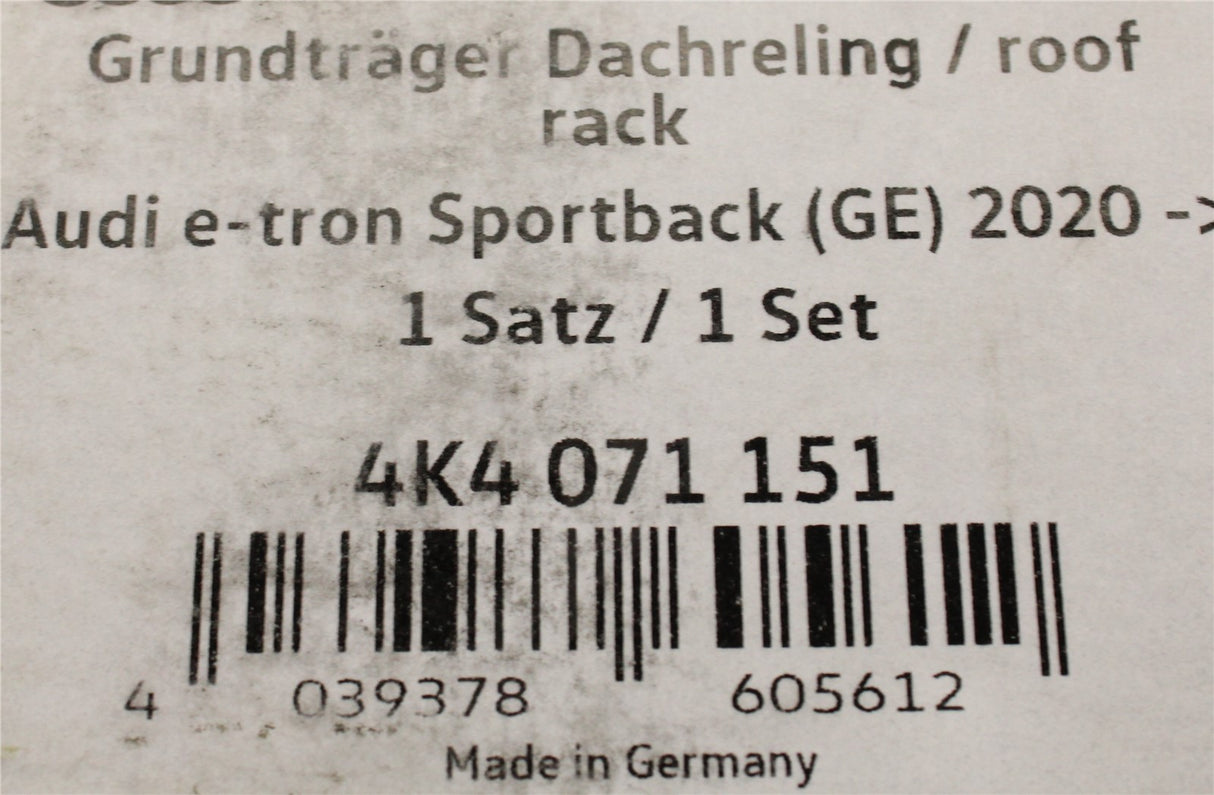 Grundträger Dachreling / roof
rack
Audi e-tron Sportback (GE) 2020 ->
1 Satz / 1 Set
4K4 071 151
4 039378 605612
Made in Germany